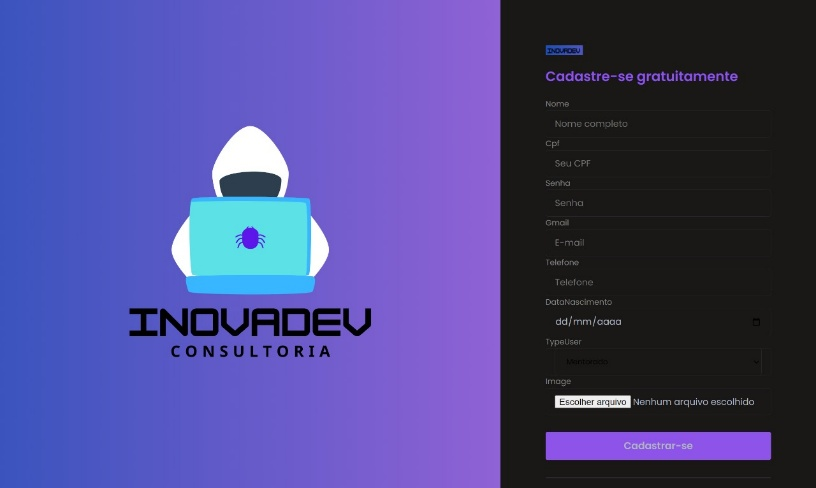 INOVADEV
CONSULTORIA
INOVADEV
Cadastre-se gratuitamente
Nome
Nome completo
Cpf
Seu CPF
Senha
Senha
Gmail
E-mail
Telefone
Telefone
DataNascimento
dd/mm/aaaa
TypeUser
Image
Escolher arquivo Nenhum arquivo escolhido
Cadastrar-se